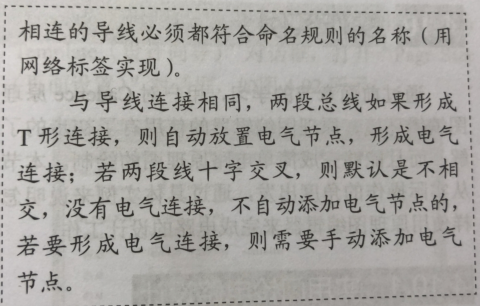 相连的导线必须都符合命名规则的名称（用
网络标签实现）。
与导线连接相同，两段总线如果形成
T 形连接，则自动放置电气节点，形成电气
连接；若两段线十字交叉，则默认是不相
交，没有电气连接，不自动添加电气节点的，
若要形成电气连接，则需要手动添加电气
节点。